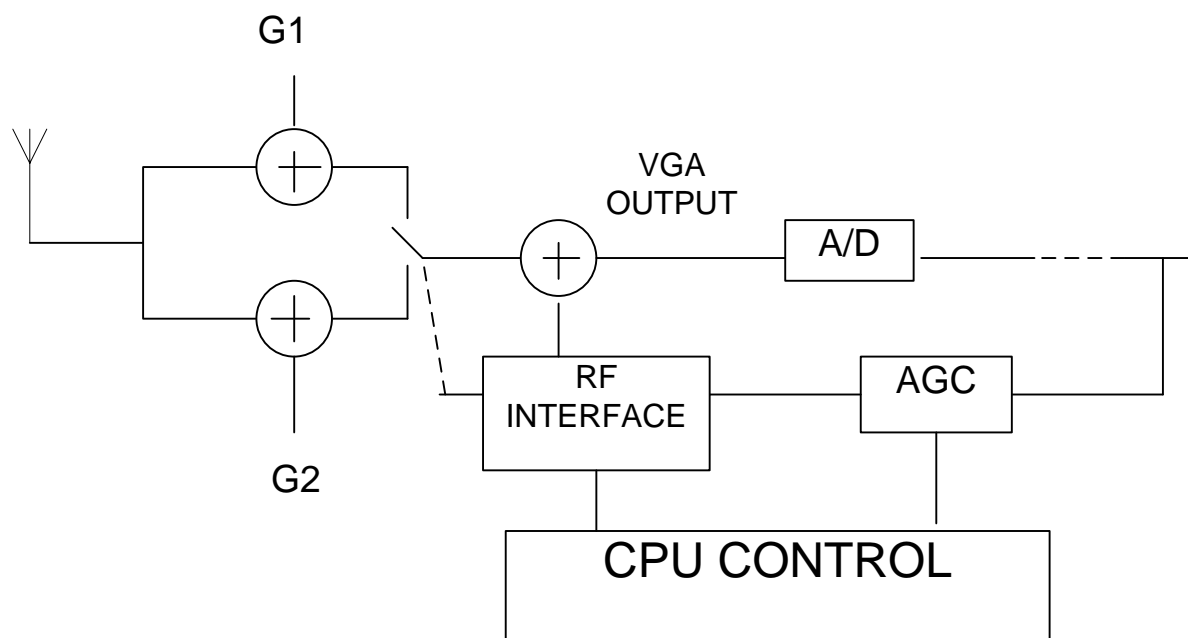 G1
VGA
OUTPUT
A/D
RF
INTERFACE
AGC
G2
CPU CONTROL